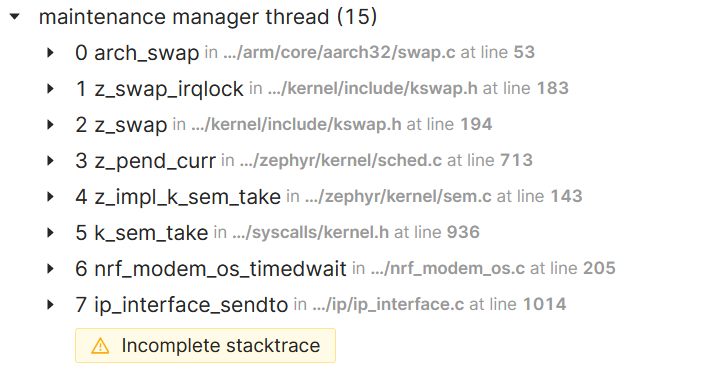 maintenance manager thread (15)
0 arch_swap in .../arm/core/aarch32/swap.c at line 53
1 z_swap_irqlock in .../kernel/include/kswap.h at line 183
2 z_swap in .../kernel/include/kswap.h at line 194
3 z_pend_curr in .../zephyr/kernel/sched.c at line 713
4 z_impl_k_sem_take in .../zephyr/kernel/sem.c at line 143
5 k_sem_take in .../syscalls/kernel.h at line 936
6 nrf_modem_os_timedwait in .../nrf_modem_os.c at line 205
7 ip_interface_sendto in .../ip/ip_interface.c at line 1014
Incomplete stacktrace